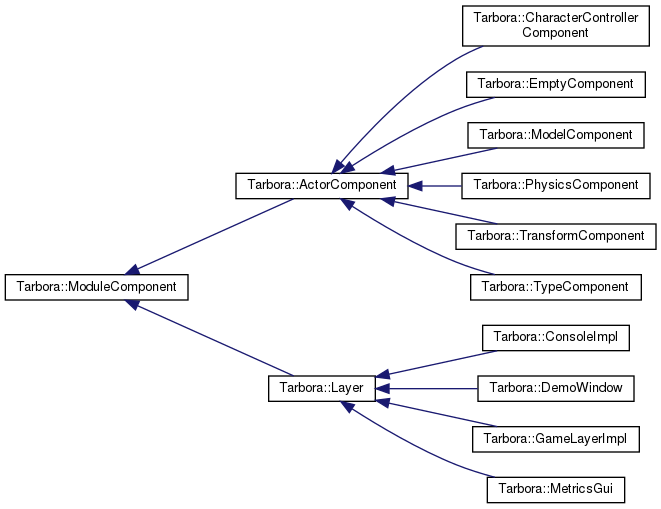 Tarbora::CharacterController
Component
Tarbora::EmptyComponent
Tarbora::ModelComponent
Tarbora::ActorComponent
Tarbora::PhysicsComponent
Tarbora::TransformComponent
Tarbora::ModuleComponent
Tarbora::TypeComponent
Tarbora::ConsoleImpl
Tarbora::Layer
Tarbora::DemoWindow
Tarbora::GameLayerImpl
Tarbora::MetricsGui